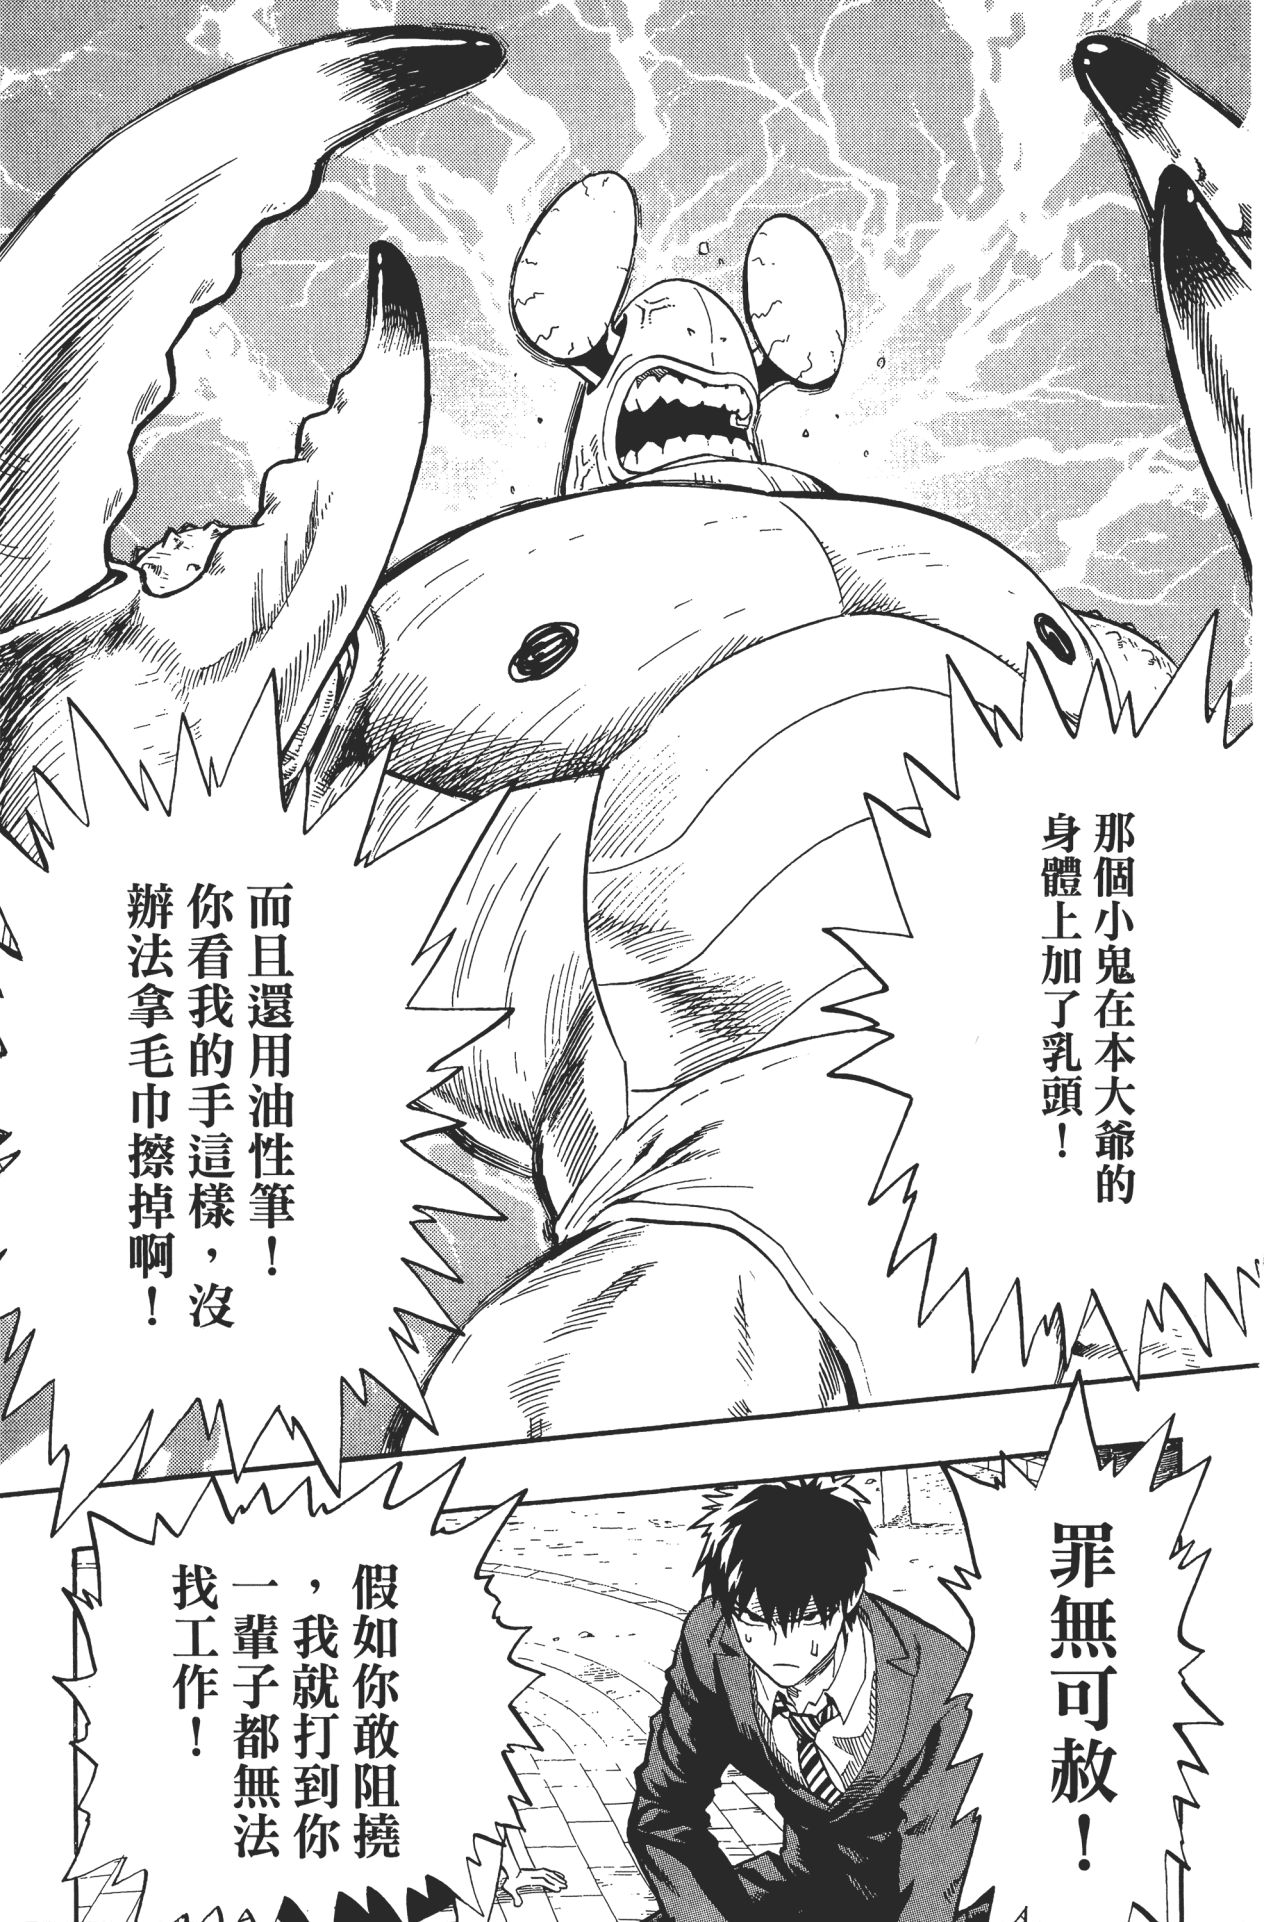 那個小鬼在本大爺的
身體上加了乳頭！
而且還用油性筆！
你看我的手這樣，沒
辦法拿毛巾擦掉啊！
罪無可赦！
假如你敢阻撓
，我就打到你
一輩子都無法
找工作！